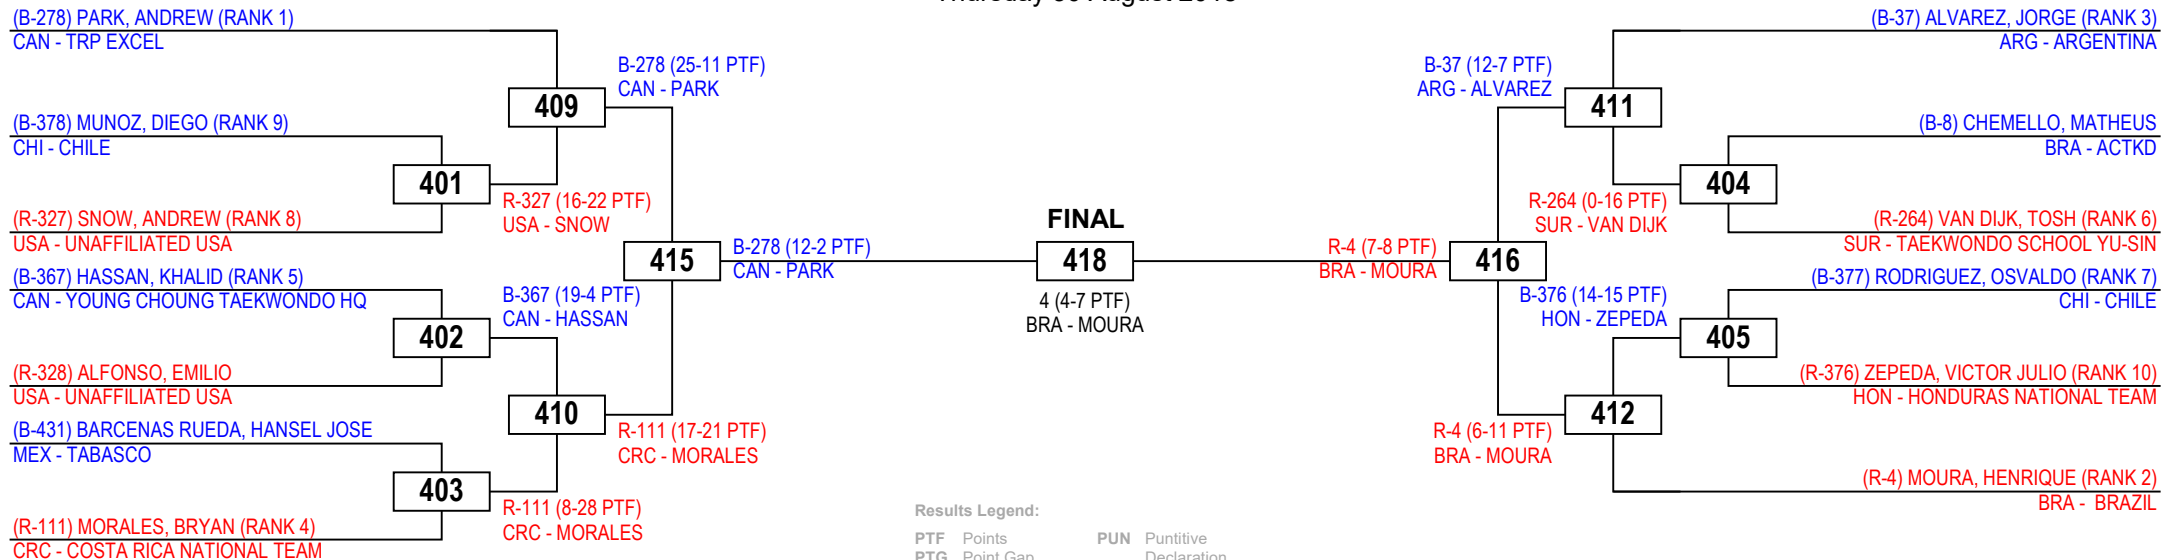 (B-278) PARK, ANDREW (RANK 1)
CAN - TRP EXCEL
(B-378) MUNOZ, DIEGO (RANK 9)
CHI - CHILE
(R-327) SNOW, ANDREW (RANK 8)
USA - UNAFFILIATED USA
(B-367) HASSAN, KHALID (RANK 5)
CAN - YOUNG CHOUNG TAEKWONDO HQ
(R-328) ALFONSO, EMILIO
USA - UNAFFILIATED USA
(B-431) BARCENAS RUEDA, HANSEL JOSE
MEX - TABASCO
(R-111) MORALES, BRYAN (RANK 4)
CRC - COSTA RICA NATIONAL TEAM
401
402
403
R-327 (16-22 PTF)
USA - SNOW
B-367 (19-4 PTF)
CAN - HASSAN
R-111 (8-28 PTF)
CRC - MORALES
409
410
B-278 (25-11 PTF)
CAN - PARK
R-111 (17-21 PTF)
CRC - MORALES
415
B-278 (12-2 PTF)
CAN - PARK
FINAL
418
4 (4-7 PTF)
BRA - MOURA
R-4 (7-8 PTF)
BRA - MOURA
416
B-37 (12-7 PTF)
ARG - ALVAREZ
R-4 (6-11 PTF)
BRA - MOURA
411
412
R-264 (0-16 PTF)
SUR - VAN DIJK
B-376 (14-15 PTF)
HON - ZEPEDA
404
405
(B-37) ALVAREZ, JORGE (RANK 3)
ARG - ARGENTINA
(B-8) CHEMELLO, MATHEUS
BRA - ACTKD
(R-264) VAN DIJK, TOSH (RANK 6)
SUR - TAEKWONDO SCHOOL YU-SIN
(B-377) RODRIGUEZ, OSVALDO (RANK 7)
CHI - CHILE
(R-376) ZEPEDA, VICTOR JULIO (RANK 10)
HON - HONDURAS NATIONAL TEAM
(R-4) MOURA, HENRIQUE (RANK 2)
BRA - BRAZIL
Results Legend:
PTF Points PUN Puntitive
PTG Point Gap Declaration